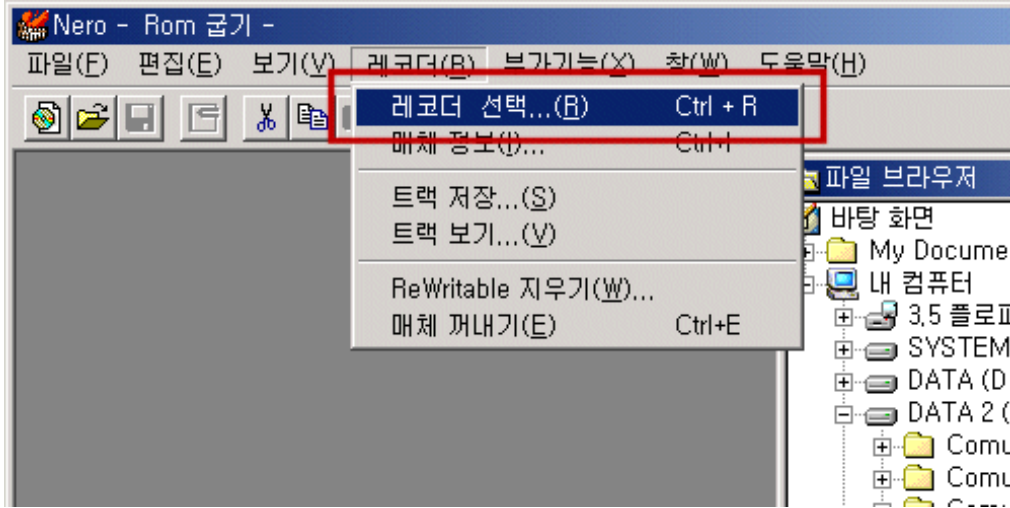 Nero - Rom 굽기 -
파일(F) 편집(E) 보기(V) 레코더(R) 부가기능(X) 창(W) 도움말(H)
레코더 선택...(R) Ctrl + R
매체 정보(I)... Ctrl+I
트랙 저장...(S)
트랙 보기...(V)
ReWritable 지우기(W)...
매체 꺼내기(E) Ctrl+E
파일 브라우저
바탕 화면
My Docume
내 컴퓨터
3.5 플로피
SYSTEM
DATA (D
DATA 2 (
Comu
Comu